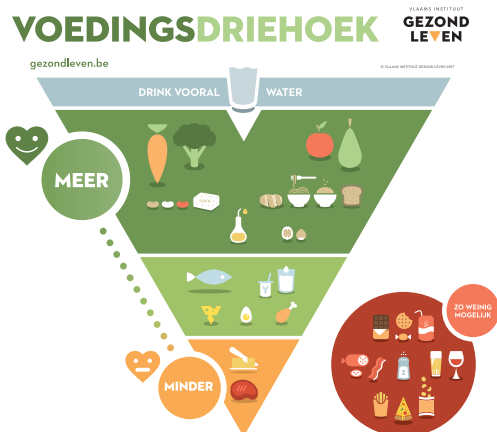 VOEDINGSDRIEHOEK
VLAAMS INSTITUUT
GEZOND
LEVEN
gezondleven.be
© VLAAMS INSTITUUT GEZOND LEVEN 2017
DRINK VOORAL WATER
MEER
ZO WEINIG
MOGELIJK
MINDER